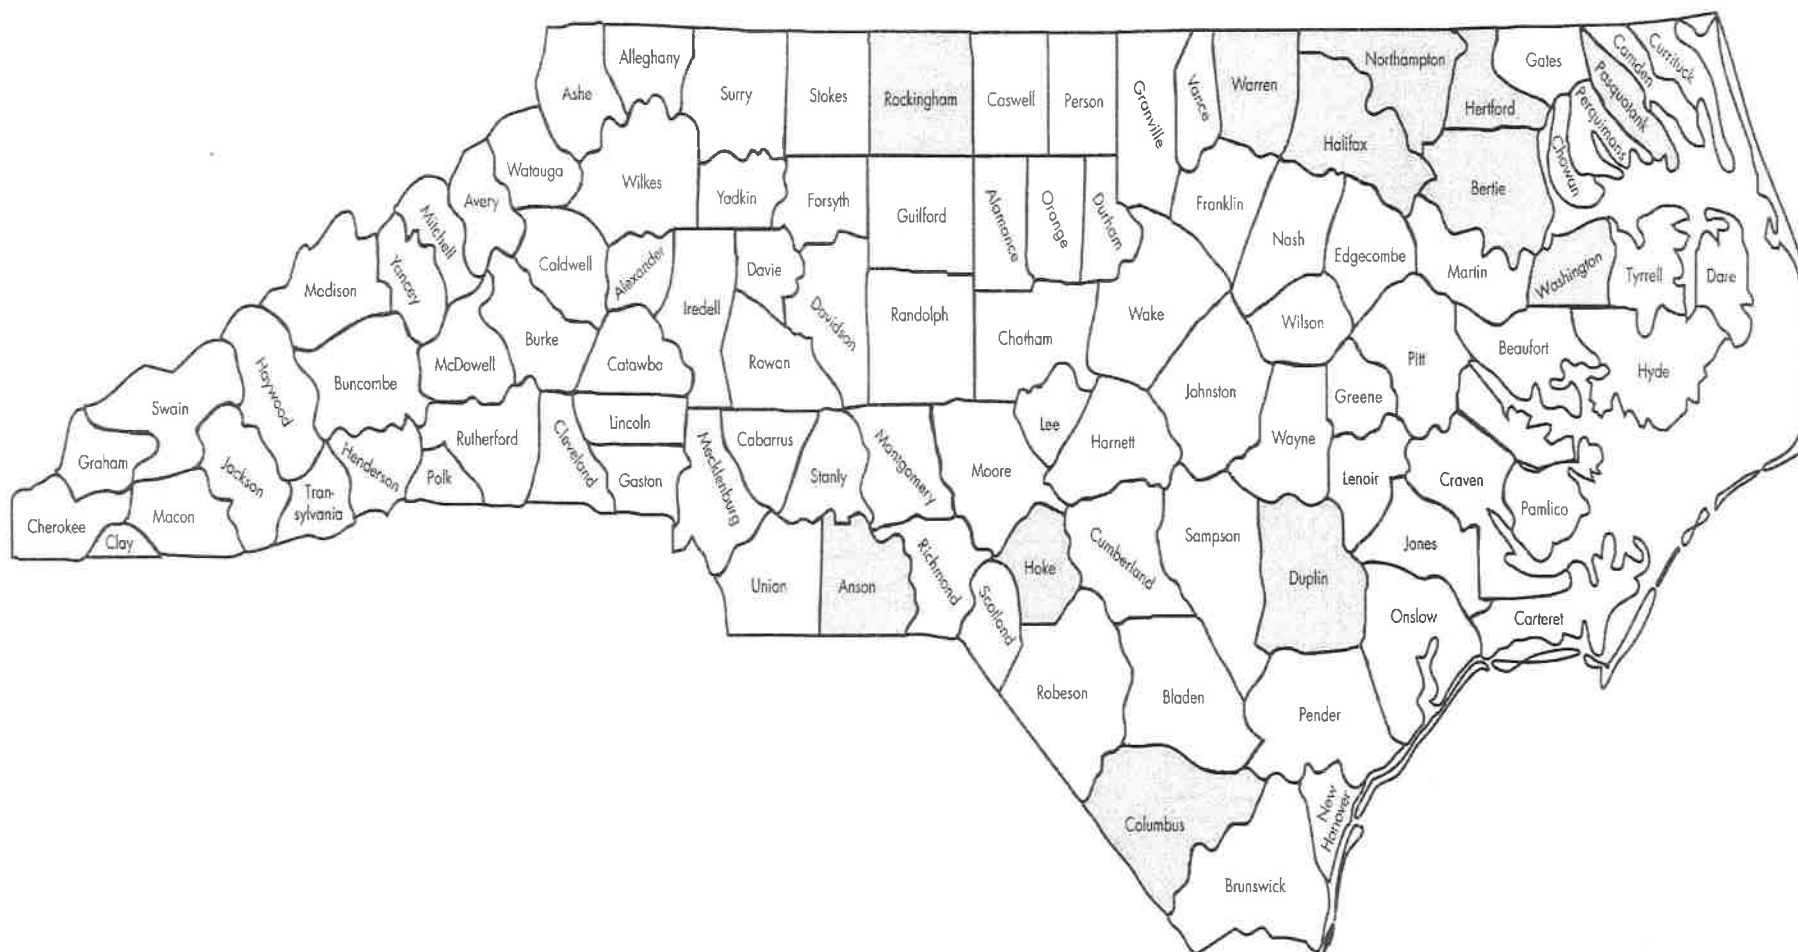 Alleghany
Ashe
Surry
Stokes
Rockingham
Caswell
Person
Granville
Vance
Warren
Northampton
Halifax
Hertford
Gates
Camden
Currituck
Pasquotank
Perquimans
Chowan
Bertie
Watauga
Wilkes
Yadkin
Forsyth
Guilford
Alamance
Orange
Durham
Franklin
Nash
Edgecombe
Martin
Washington
Tyrrell
Dare
Mitchell
Avery
Yancey
Madison
Caldwell
Alexander
Iredell
Davie
Davidson
Randolph
Chatham
Wake
Wilson
Pitt
Beaufort
Hyde
Haywood
Buncombe
McDowell
Burke
Catawba
Rowan
Johnston
Greene
Swain
Graham
Jackson
Henderson
Polk
Rutherford
Cleveland
Lincoln
Gaston
Mecklenburg
Cabarrus
Stanly
Montgomery
Moore
Lee
Harnett
Wayne
Lenoir
Craven
Pamlico
Cherokee
Clay
Macon
Tran-
sylvania
Union
Anson
Richmond
Scotland
Hoke
Cumberland
Sampson
Duplin
Jones
Onslow
Carteret
Robeson
Bladen
Pender
Columbus
New
Hanover
Brunswick